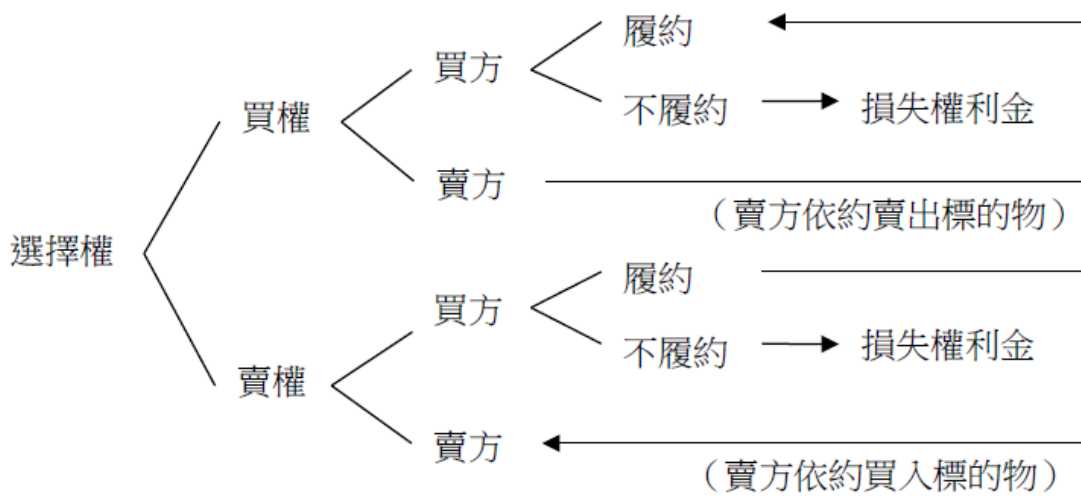 履約
買方
不履約
損失權利金
買權
賣方
（賣方依約賣出標的物）
選擇權
履約
買方
不履約
損失權利金
賣權
賣方
（賣方依約買入標的物）